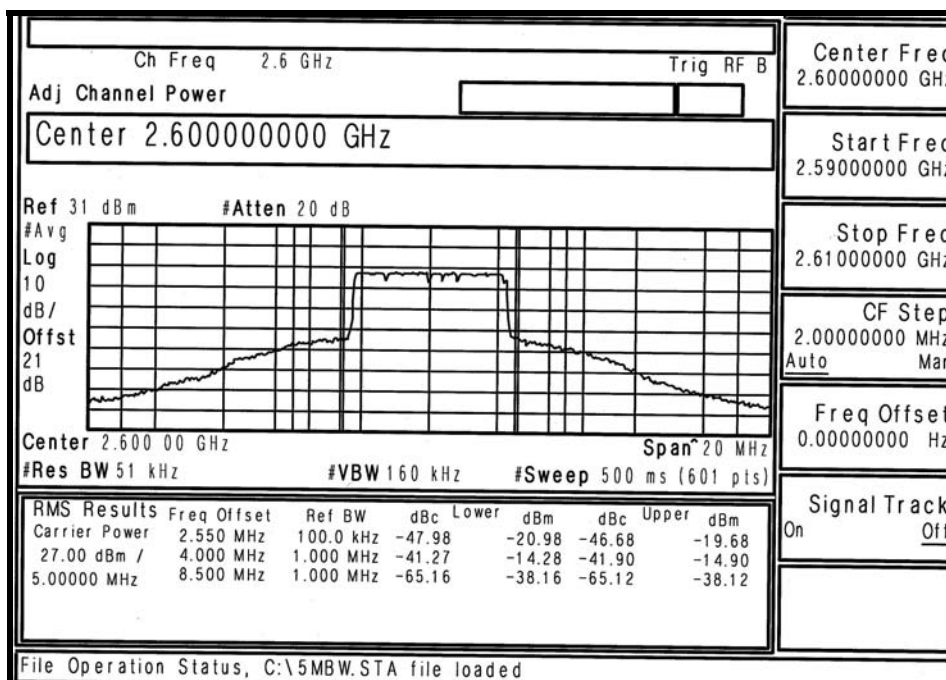 Ch Freq 2.6 GHz Trig RF B
Adj Channel Power
Center 2.600000000 GHz
Ref 31 dBm #Atten 20 dB
#Avg
Log
10
dB/
Offst
21
dB
Center 2.600 00 GHz Span 20 MHz
#Res BW 51 kHz #VBW 160 kHz #Sweep 500 ms (601 pts)
RMS Results Freq Offset Ref BW dBc Lower dBm dBc Upper dBm
Carrier Power 2.550 MHz 100.0 kHz -47.98 -20.98 -46.68 -19.68
27.00 dBm / 4.000 MHz 1.000 MHz -41.27 -14.28 -41.90 -14.90
5.00000 MHz 8.500 MHz 1.000 MHz -65.16 -38.16 -65.12 -38.12
File Operation Status, C:\5MBW.STA file loaded
Center Freq
2.60000000 GHz
Start Freq
2.59000000 GHz
Stop Freq
2.61000000 GHz
CF Step
2.00000000 MHz
Auto Man
Freq Offset
0.00000000 Hz
Signal Track
On Off